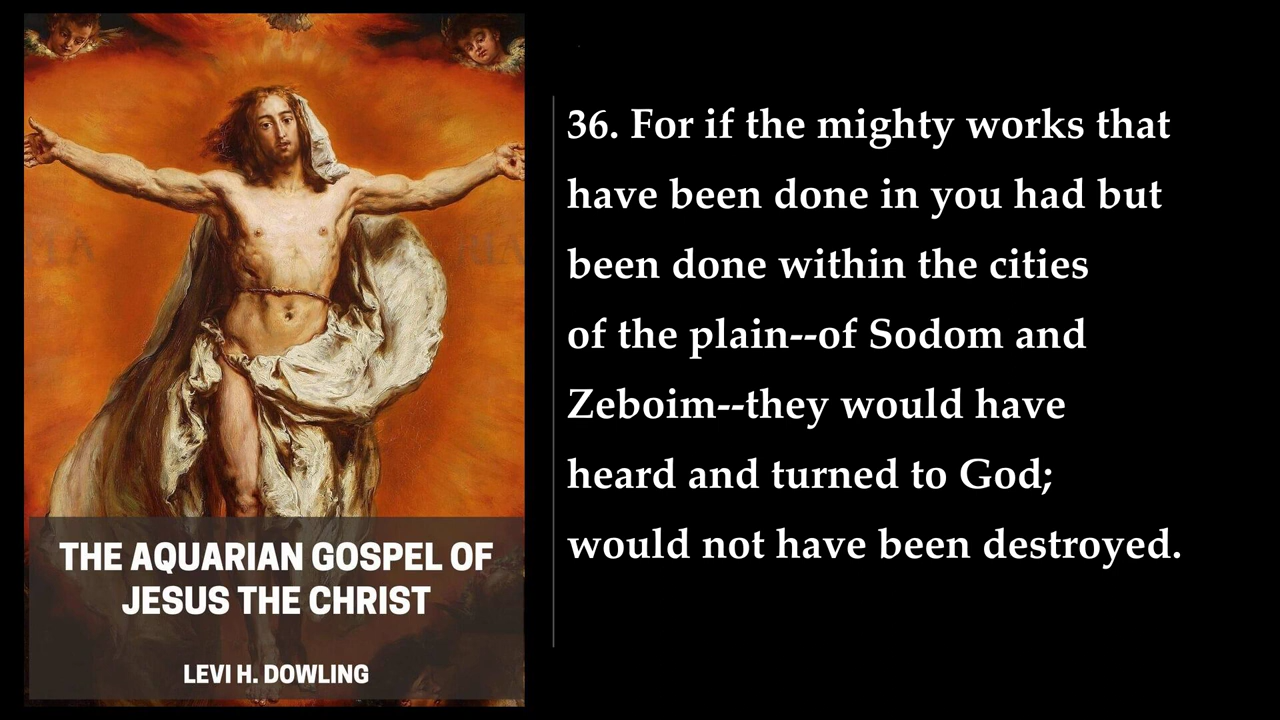 THE AQUARIAN GOSPEL OF
JESUS THE CHRIST
LEVI H. DOWLING
36. For if the mighty works that
have been done in you had but
been done within the cities
of the plain--of Sodom and
Zeboim--they would have
heard and turned to God;
would not have been destroyed.